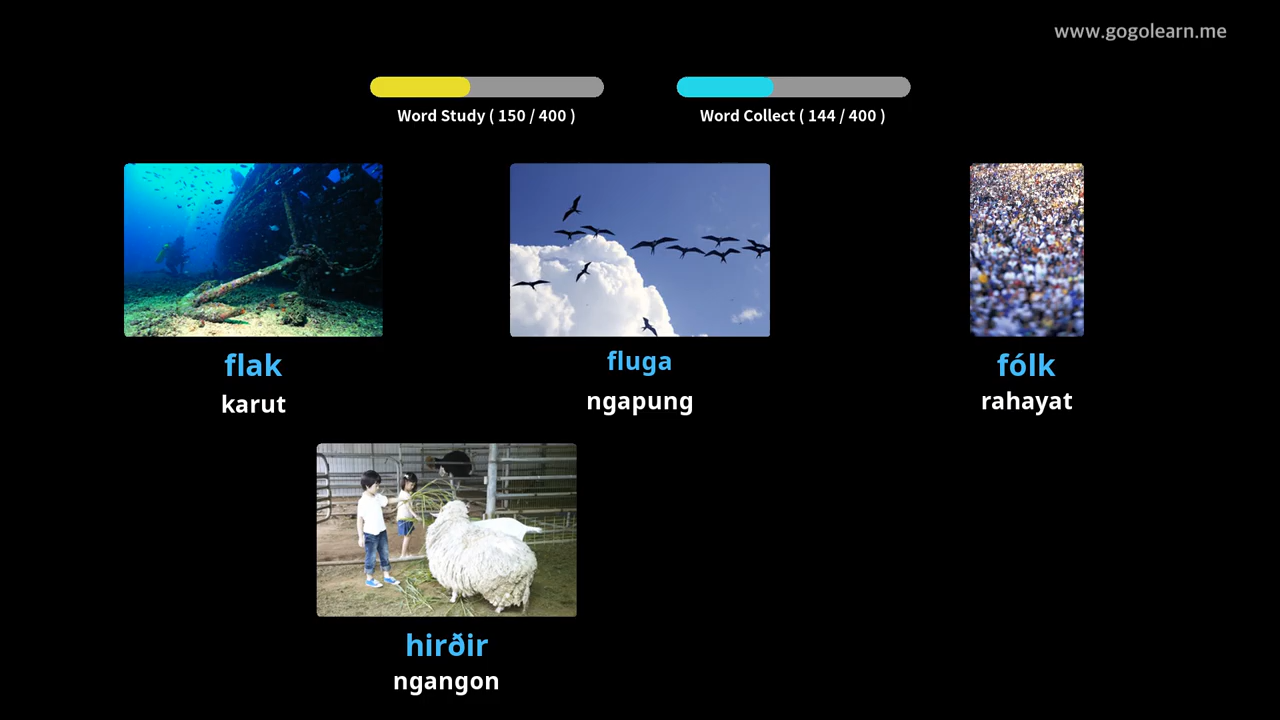 www.gogolearn.me
Word Study ( 150 / 400 )
Word Collect ( 144 / 400 )
flak
karut
fluga
ngapung
fólk
rahayat
hirðir
ngangon